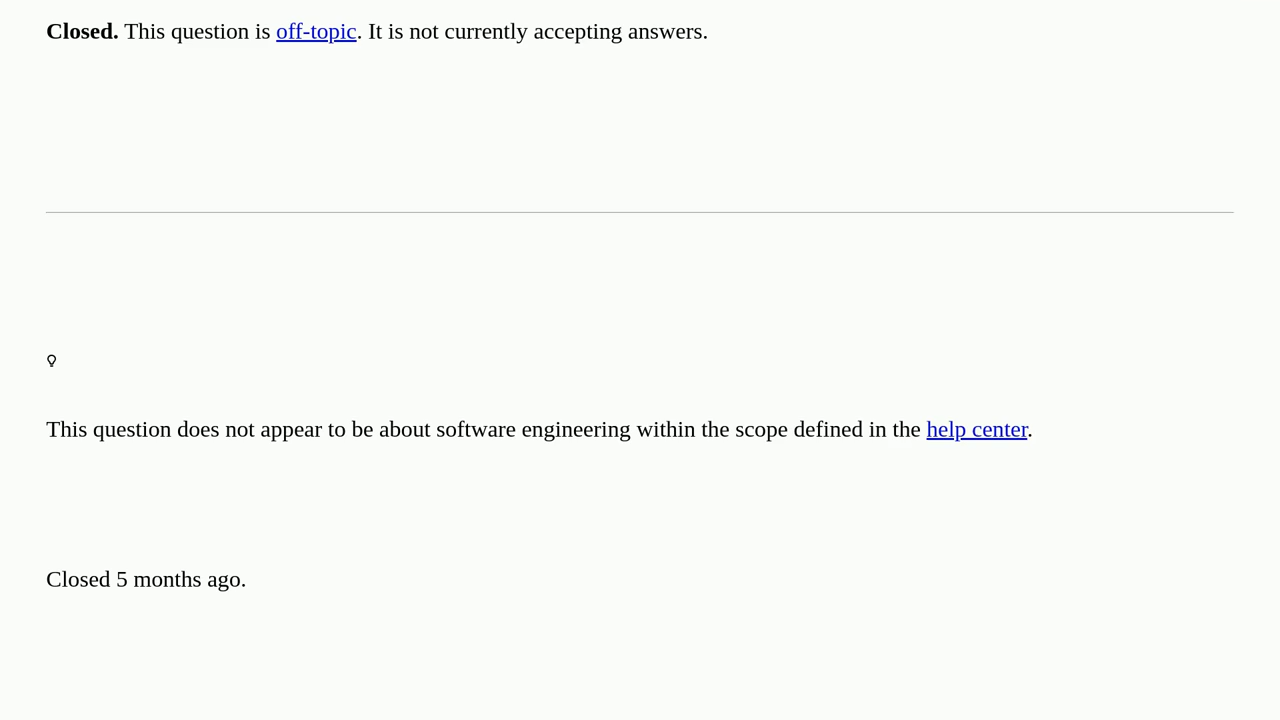 Closed. This question is off-topic. It is not currently accepting answers.
This question does not appear to be about software engineering within the scope defined in the help center.
Closed 5 months ago.